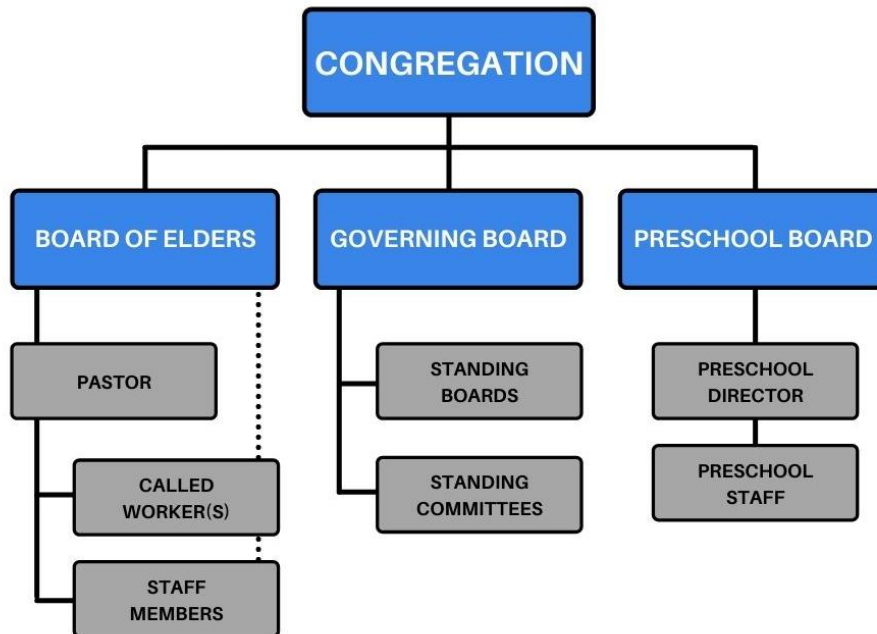 CONGREGATION
BOARD OF ELDERS
GOVERNING BOARD
PRESCHOOL BOARD
PASTOR
CALLED
WORKER(S)
STAFF
MEMBERS
STANDING
BOARDS
STANDING
COMMITTEES
PRESCHOOL
DIRECTOR
PRESCHOOL
STAFF